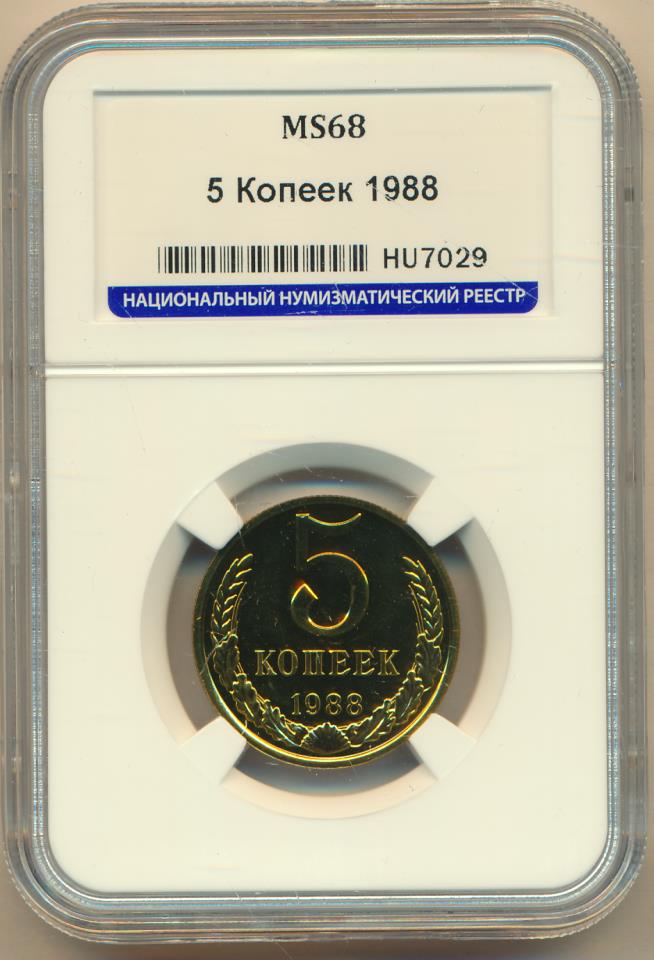 MS68
5 Копеек 1988
HU7029
НАЦИОНАЛЬНЫЙ НУМИЗМАТИЧЕСКИЙ РЕЕСТР
5
КОПЕЕК
1988